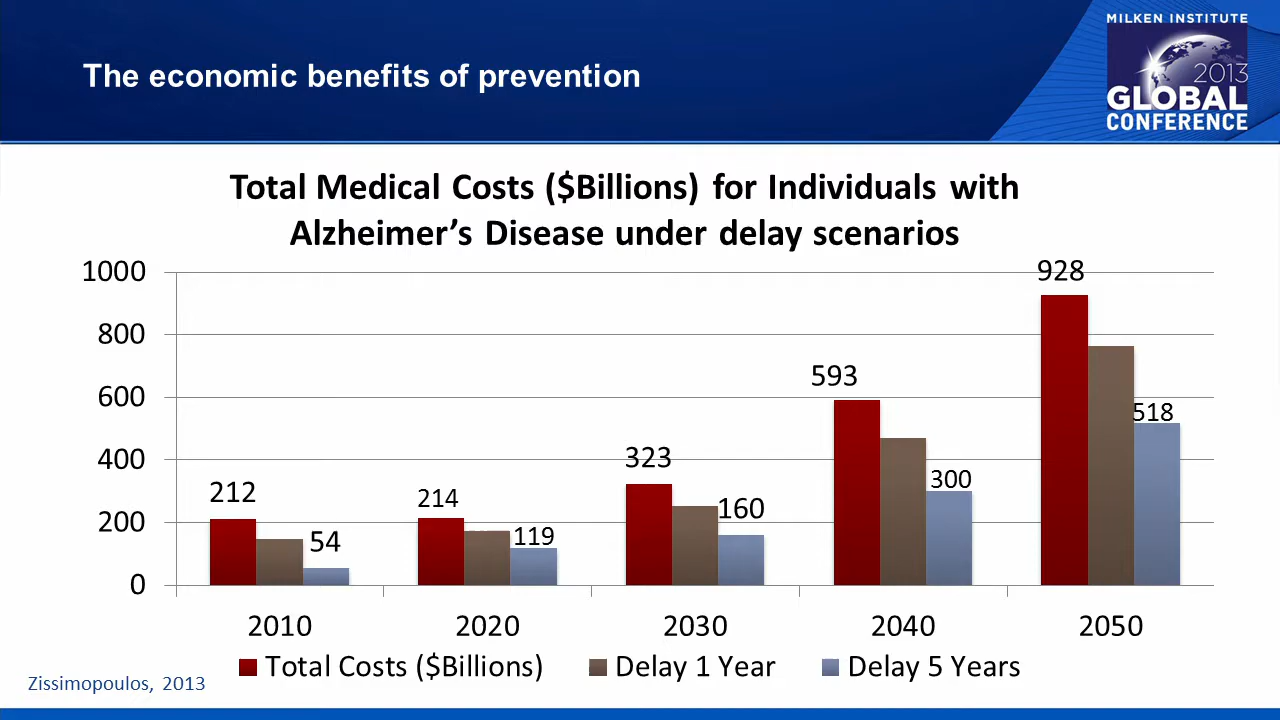 MILKEN INSTITUTE
2013
GLOBAL
CONFERENCE
The economic benefits of prevention
Total Medical Costs ($Billions) for Individuals with
Alzheimer’s Disease under delay scenarios
1000
800
600
400
200
0
212
54
214
119
323
160
593
300
928
518
2010 2020 2030 2040 2050
Total Costs ($Billions) Delay 1 Year Delay 5 Years
Zissimopoulos, 2013